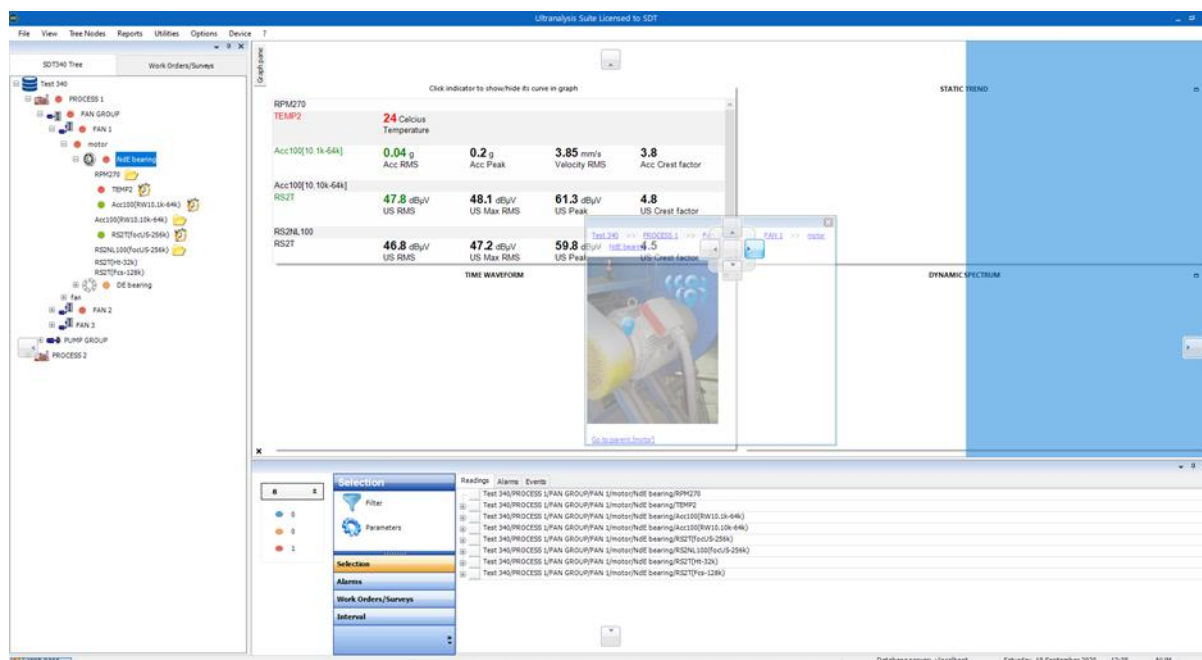 Ultranalysis Suite Licensed to SDT
File View Tree Nodes Reports Utilities Options Device ?
SDT340 Tree Work Orders/Surveys
Test 340
PROCESS 1
FAN GROUP
FAN 1
motor
NdE bearing
RPM270
TEMP2
Acc100(RW10.1k-64k)
Acc100(RW10.10k-64k)
RS2T(focUS-256k)
RS2NL100(focUS-256k)
RS2T(Ht-32k)
RS2T(Fcs-128k)
DE bearing
fan
FAN 2
FAN 3
PUMP GROUP
PROCESS 2
Graph pane
Click indicator to show/hide its curve in graph
RPM270
TEMP2 24 Celcius
Temperature
Acc100[10.1k-64k] 0.04 g 0.2 g 3.85 mm/s 3.8
Acc RMS Acc Peak Velocity RMS Acc Crest factor
Acc100[10.10k-64k]
RS2T 47.8 dBµV 48.1 dBµV 61.3 dBµV 4.8
US RMS US Max RMS US Peak US Crest factor
RS2NL100
RS2T 46.8 dBµV 47.2 dBµV 59.8 dBµV 4.5
US RMS US Max RMS US Peak US Crest factor
STATIC TREND
TIME WAVEFORM
DYNAMIC SPECTRUM
Test 340 >> PROCESS 1 >> FAN 1 >> motor
NdE bearing
Go to parent [motor]
8
0
0
1
Selection
Filter
Parameters
Selection
Alarms
Work Orders/Surveys
Interval
Readings Alarms Events
Test 340/PROCESS 1/FAN GROUP/FAN 1/motor/NdE bearing/RPM270
Test 340/PROCESS 1/FAN GROUP/FAN 1/motor/NdE bearing/TEMP2
Test 340/PROCESS 1/FAN GROUP/FAN 1/motor/NdE bearing/Acc100(RW10.1k-64k)
Test 340/PROCESS 1/FAN GROUP/FAN 1/motor/NdE bearing/Acc100(RW10.10k-64k)
Test 340/PROCESS 1/FAN GROUP/FAN 1/motor/NdE bearing/RS2T(focUS-256k)
Test 340/PROCESS 1/FAN GROUP/FAN 1/motor/NdE bearing/RS2NL100(focUS-256k)
Test 340/PROCESS 1/FAN GROUP/FAN 1/motor/NdE bearing/RS2T(Ht-32k)
Test 340/PROCESS 1/FAN GROUP/FAN 1/motor/NdE bearing/RS2T(Fcs-128k)